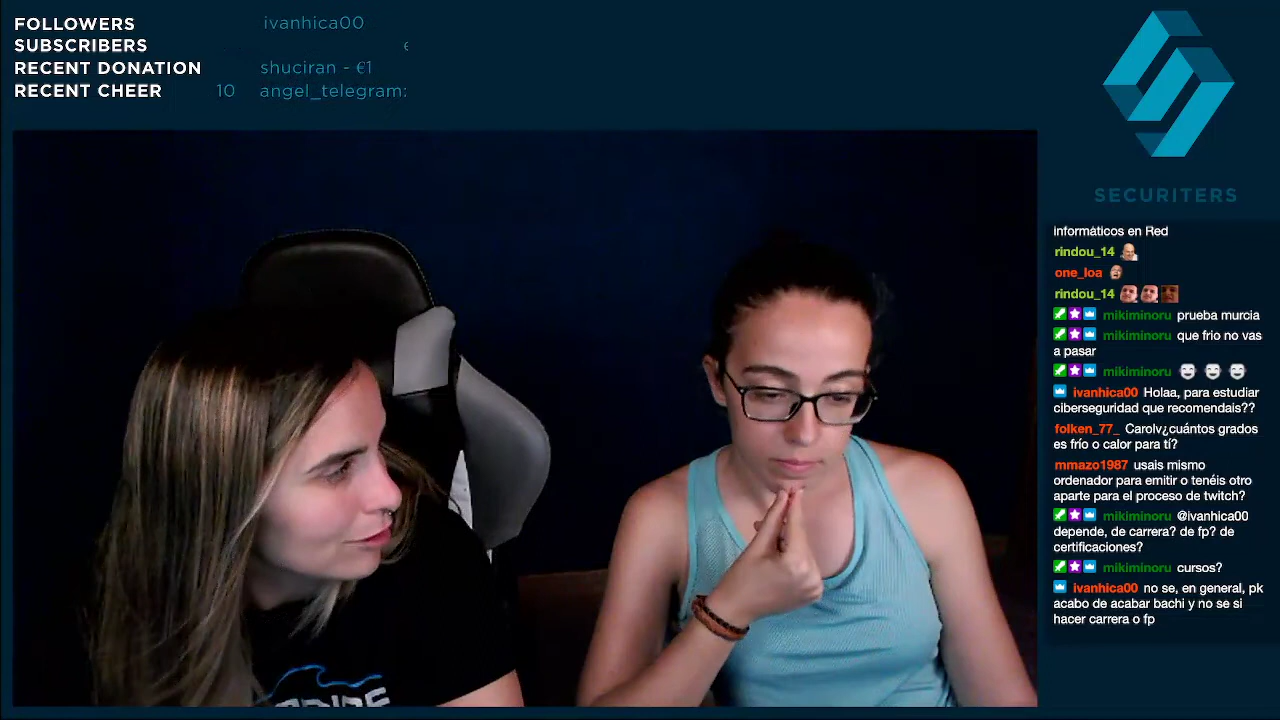 FOLLOWERS ivanhica00
SUBSCRIBERS €
RECENT DONATION shuciran - €1
RECENT CHEER 10 angel_telegram:
SECURITERS
informáticos en Red
rindou_14
one_loa
rindou_14
mikiminoru prueba murcia
mikiminoru que frio no vas
a pasar
mikiminoru
ivanhica00 Holaa, para estudiar
ciberseguridad que recomendais??
folken_77_ Carolv¿cuántos grados
es frío o calor para tí?
mmazo1987 usais mismo
ordenador para emitir o tenéis otro
aparte para el proceso de twitch?
mikiminoru @ivanhica00
depende, de carrera? de fp? de
certificaciones?
mikiminoru cursos?
ivanhica00 no se, en general, pk
acabo de acabar bachi y no se si
hacer carrera o fp